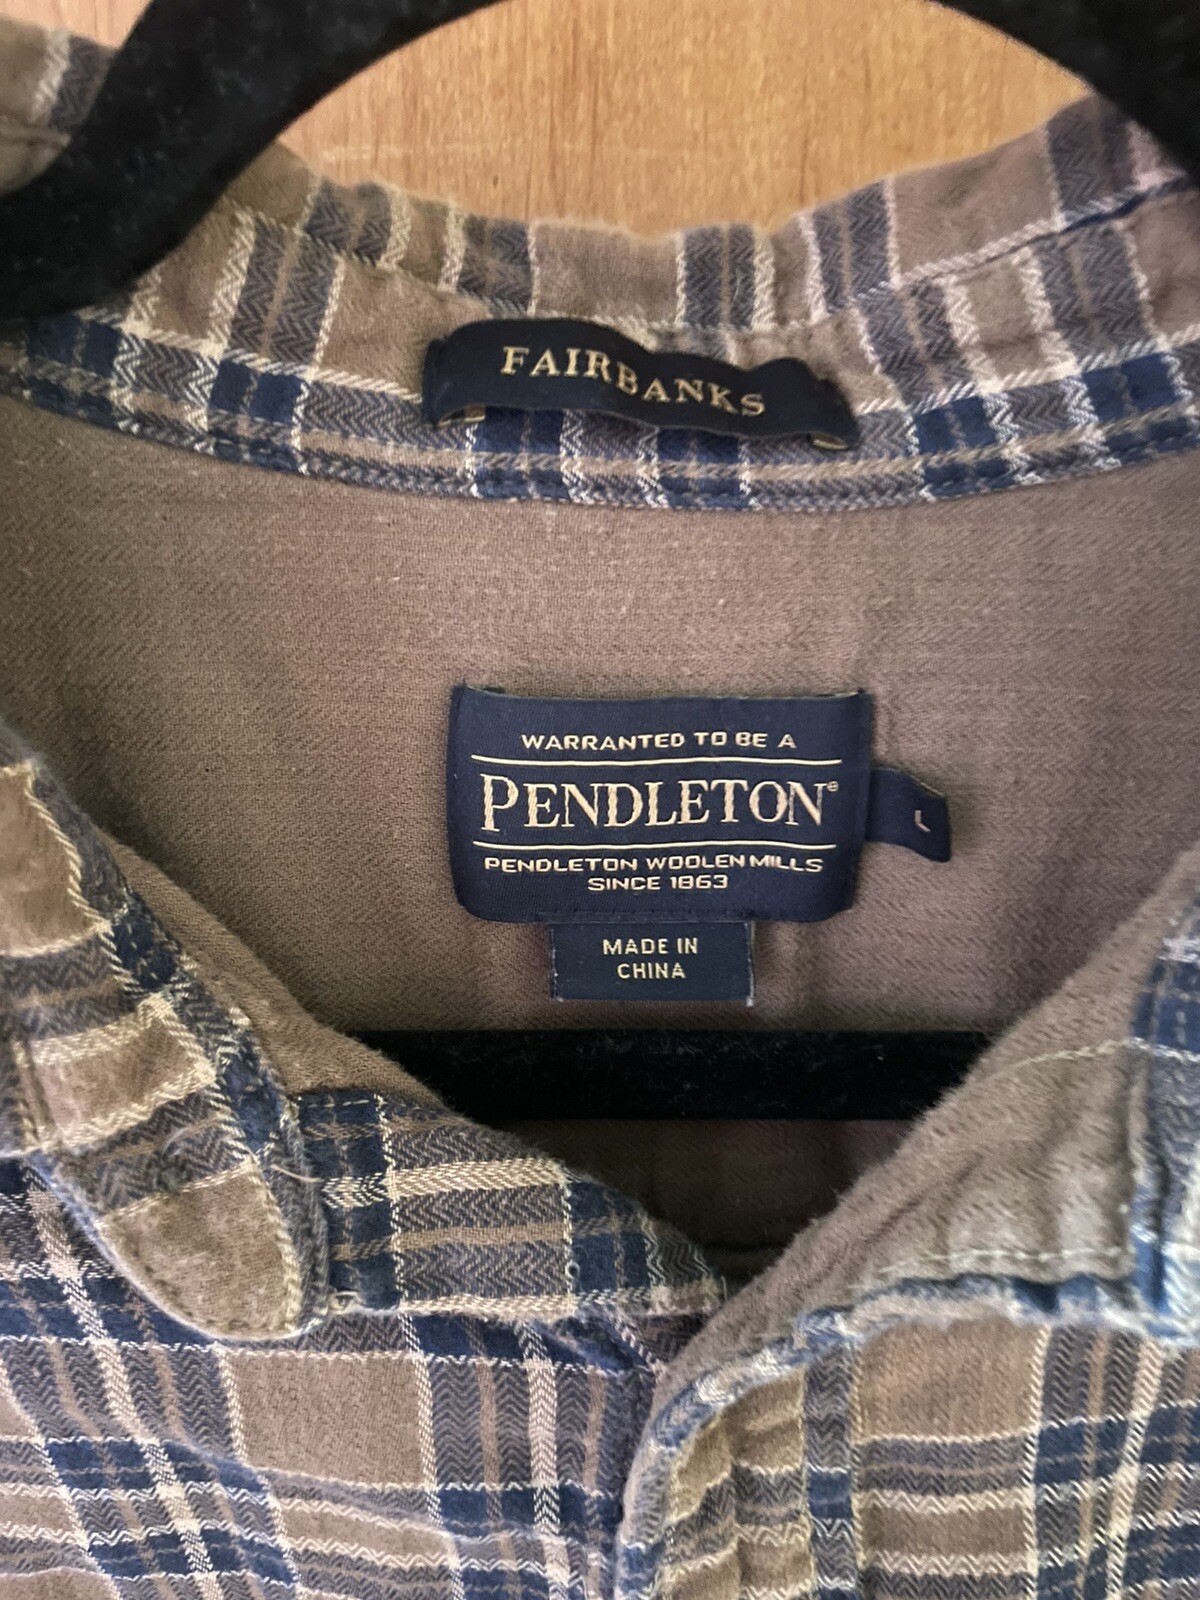 FAIRBANKS
WARRANTED TO BE A
PENDLETON®
L
PENDLETON WOOLEN MILLS
SINCE 1863
MADE IN
CHINA